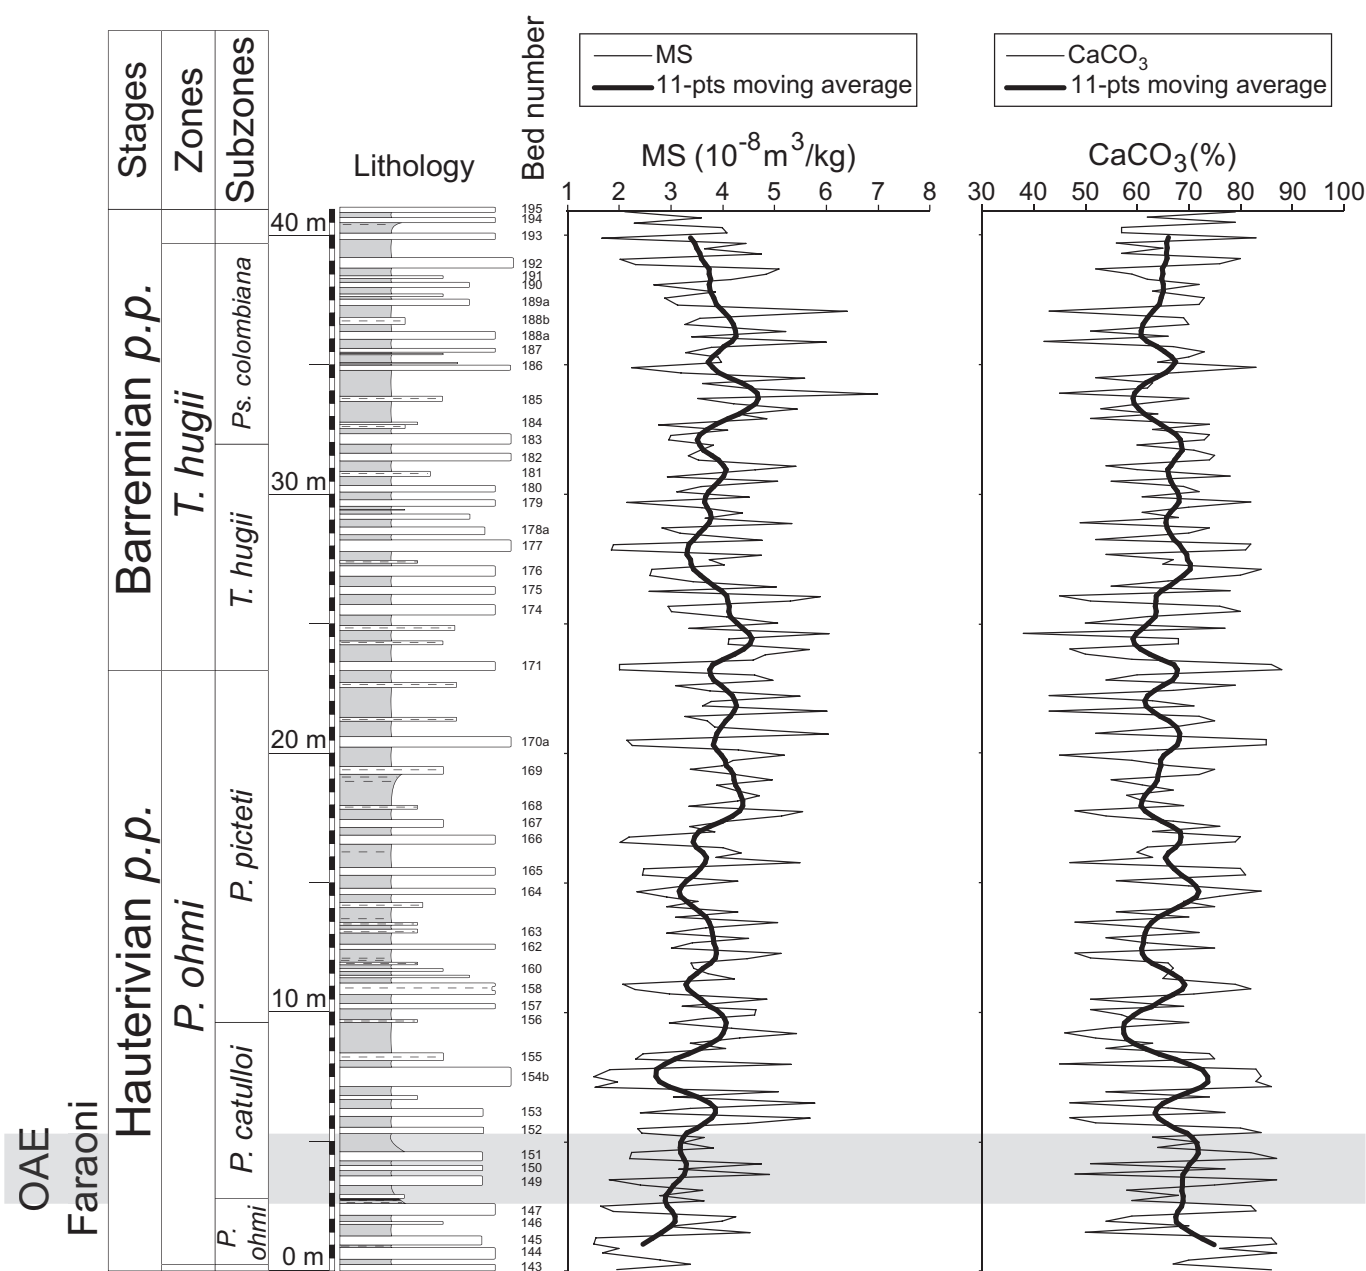 Stages
Zones
Subzones
Lithology
Bed number
MS
11-pts moving average
MS (10-8m3/kg)
1 2 3 4 5 6 7 8
CaCO3
11-pts moving average
CaCO3(%)
30 40 50 60 70 80 90 100
Barremian p.p.
Hauterivian p.p.
T. hugii
P. ohmi
Ps. colombiana
T. hugii
P. picteti
P. catulloi
P. ohmi
OAE
Faraoni
40 m
30 m
20 m
10 m
0 m
195
194
193
192
191
190
189a
188b
188a
187
186
185
184
183
182
181
180
179
178a
177
176
175
174
171
170a
169
168
167
166
165
164
163
162
160
158
157
156
155
154b
153
152
151
150
149
147
146
145
144
143